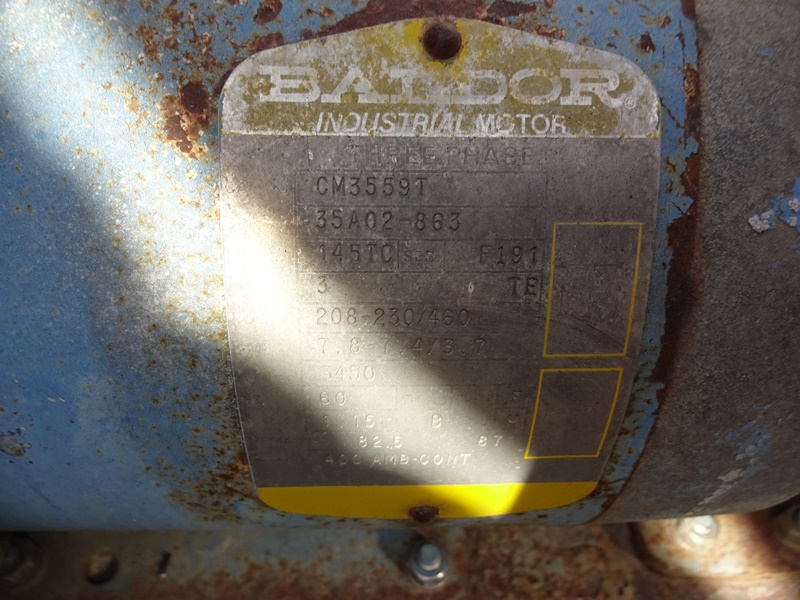 BALDOR®
INDUSTRIAL MOTOR
THREE PHASE
CM3559T
35A02-863
145TC SER F191
3 TE
208-230/460
7.8-7.4/3.7
3450
60
1.15 B
82.5 87
40C AMB-CONT